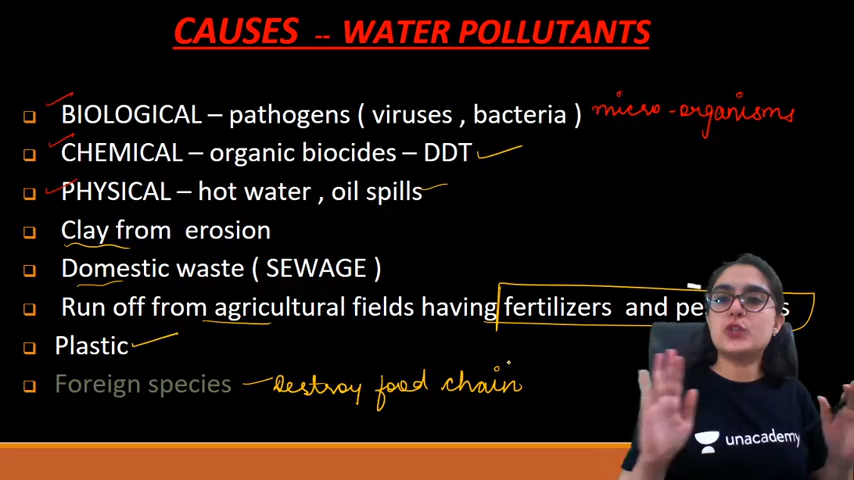 CAUSES -- WATER POLLUTANTS
BIOLOGICAL – pathogens ( viruses , bacteria ) micro-organisms
CHEMICAL – organic biocides – DDT
PHYSICAL – hot water , oil spills
Clay from erosion
Domestic waste ( SEWAGE )
Run off from agricultural fields having fertilizers and
Plastic
Foreign species – Destroy food chain
unacademy